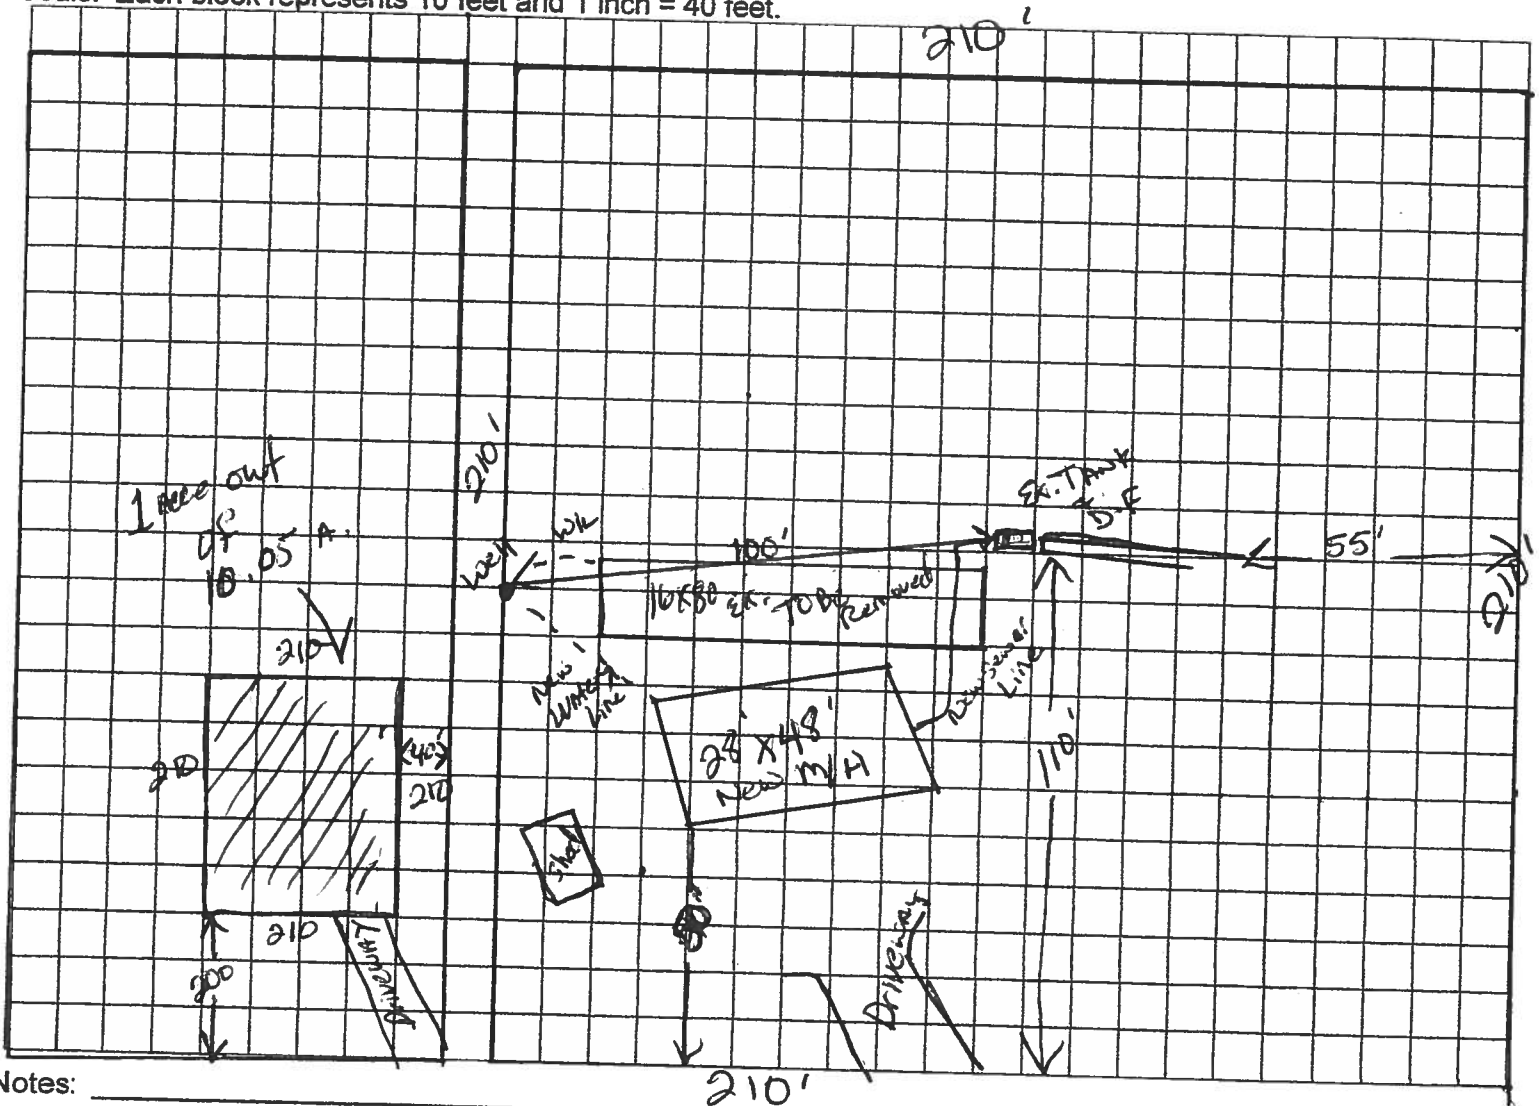 Scale: Each block represents 10 feet and 1 inch = 40 feet.
210'
210'
1 acre out
of
10.05 A.
210
210
(40')
210
210
200
Driveway
Well
100'
16x80 Ex. TO BE Removed
Ex. TANK
& D.F
55'
210'
New
Water
Line
28' x 48'
New M/H
New Sewer
Line
110'
Shed
Driveway
210'
Notes: